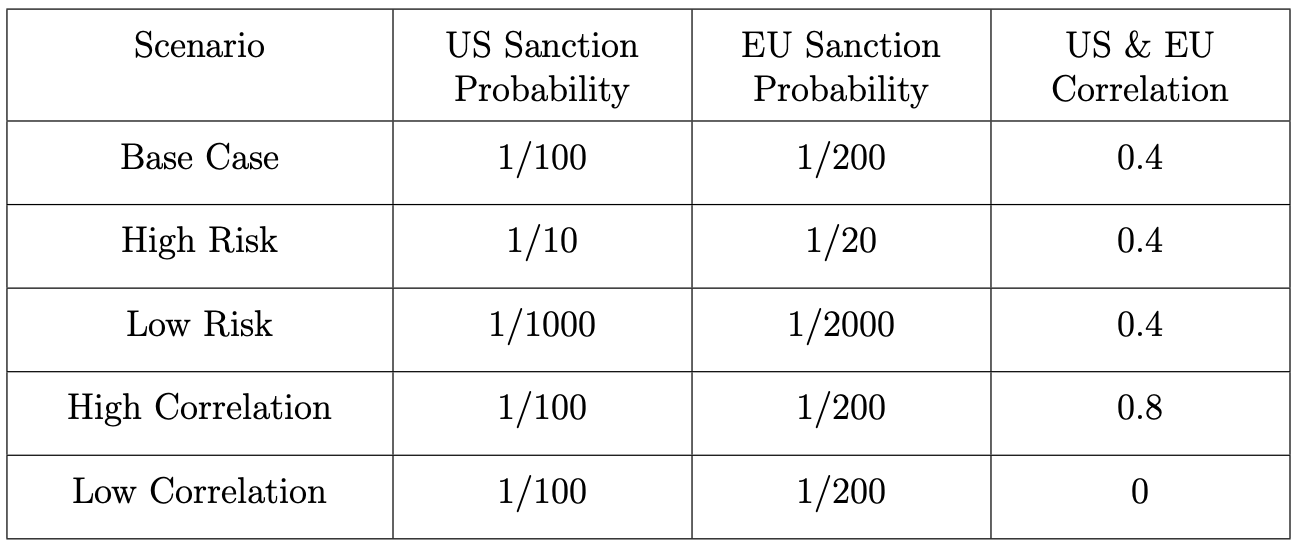 Scenario US Sanction EU Sanction US & EU
Probability Probability Correlation
Base Case 1/100 1/200 0.4
High Risk 1/10 1/20 0.4
Low Risk 1/1000 1/2000 0.4
High Correlation 1/100 1/200 0.8
Low Correlation 1/100 1/200 0